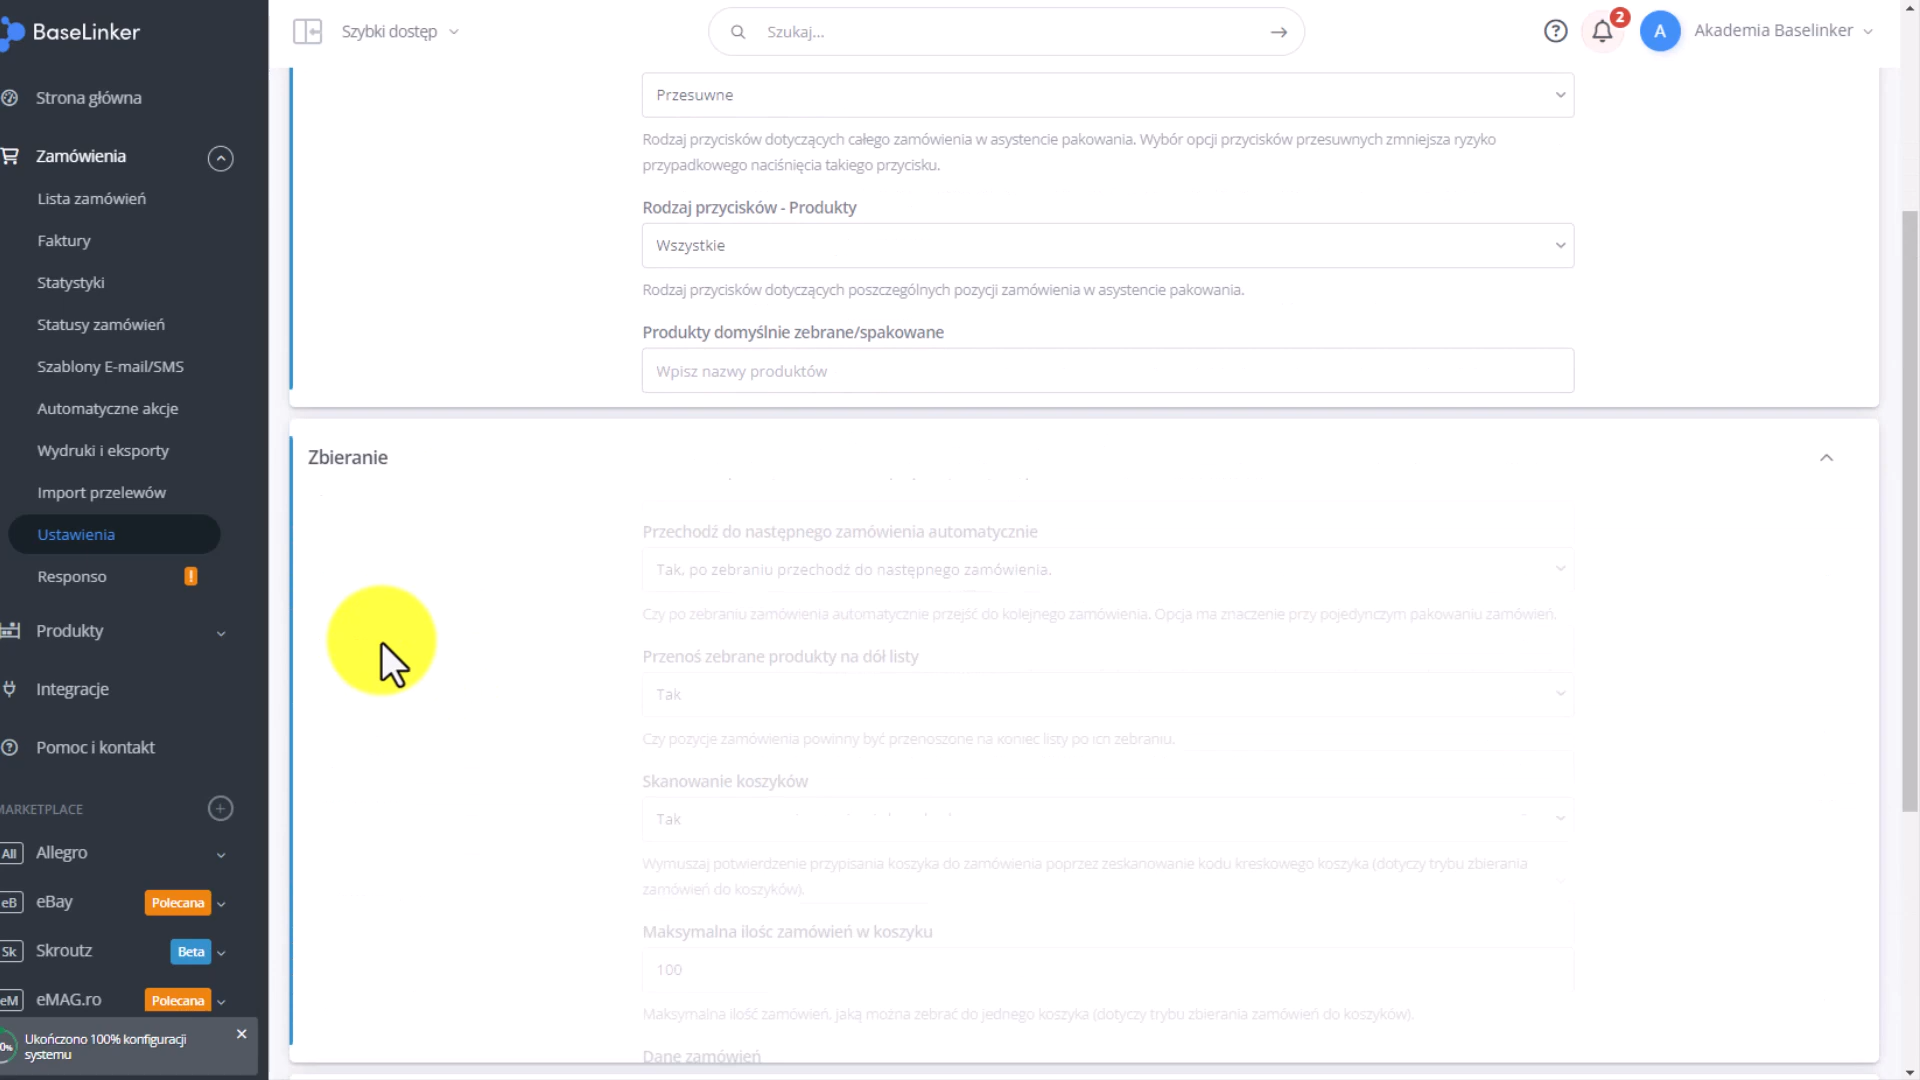 BaseLinker
Szybki dostęp
Szukaj...
2
A
Akademia Baselinker
Strona główna
Zamówienia
Lista zamówień
Faktury
Statystyki
Statusy zamówień
Szablony E-mail/SMS
Automatyczne akcje
Wydruki i eksporty
Import przelewów
Ustawienia
Responso
!
Produkty
Integracje
Pomoc i kontakt
MARKETPLACE
All Allegro
eB eBay Polecana
Sk Skroutz Beta
eM eMAG.ro Polecana
0%
Ukończono 100% konfiguracji
systemu
Przesuwne
Rodzaj przycisków dotyczących całego zamówienia w asystencie pakowania. Wybór opcji przycisków przesuwnych zmniejsza ryzyko
przypadkowego naciśnięcia takiego przycisku.
Rodzaj przycisków - Produkty
Wszystkie
Rodzaj przycisków dotyczących poszczególnych pozycji zamówienia w asystencie pakowania.
Produkty domyślnie zebrane/spakowane
Wpisz nazwy produktów
Zbieranie
Przechodź do następnego zamówienia automatycznie
Tak, po zebraniu przechodź do następnego zamówienia.
Czy po zebraniu zamówienia automatycznie przejść do kolejnego zamówienia. Opcja ma znaczenie przy pojedynczym pakowaniu zamówień.
Przenoś zebrane produkty na dół listy
Tak
Czy pozycje zamówienia powinny być przenoszone na koniec listy po ich zebraniu.
Skanowanie koszyków
Tak
Wymuszaj potwierdzenie przypisania koszyka do zamówienia poprzez zeskanowanie kodu kreskowego koszyka (dotyczy trybu zbierania
zamówień do koszyków).
Maksymalna ilość zamówień w koszyku
100
Maksymalna ilość zamówień, jaką można zebrać do jednego koszyka (dotyczy trybu zbierania zamówień do koszyków).
Dane zamówień